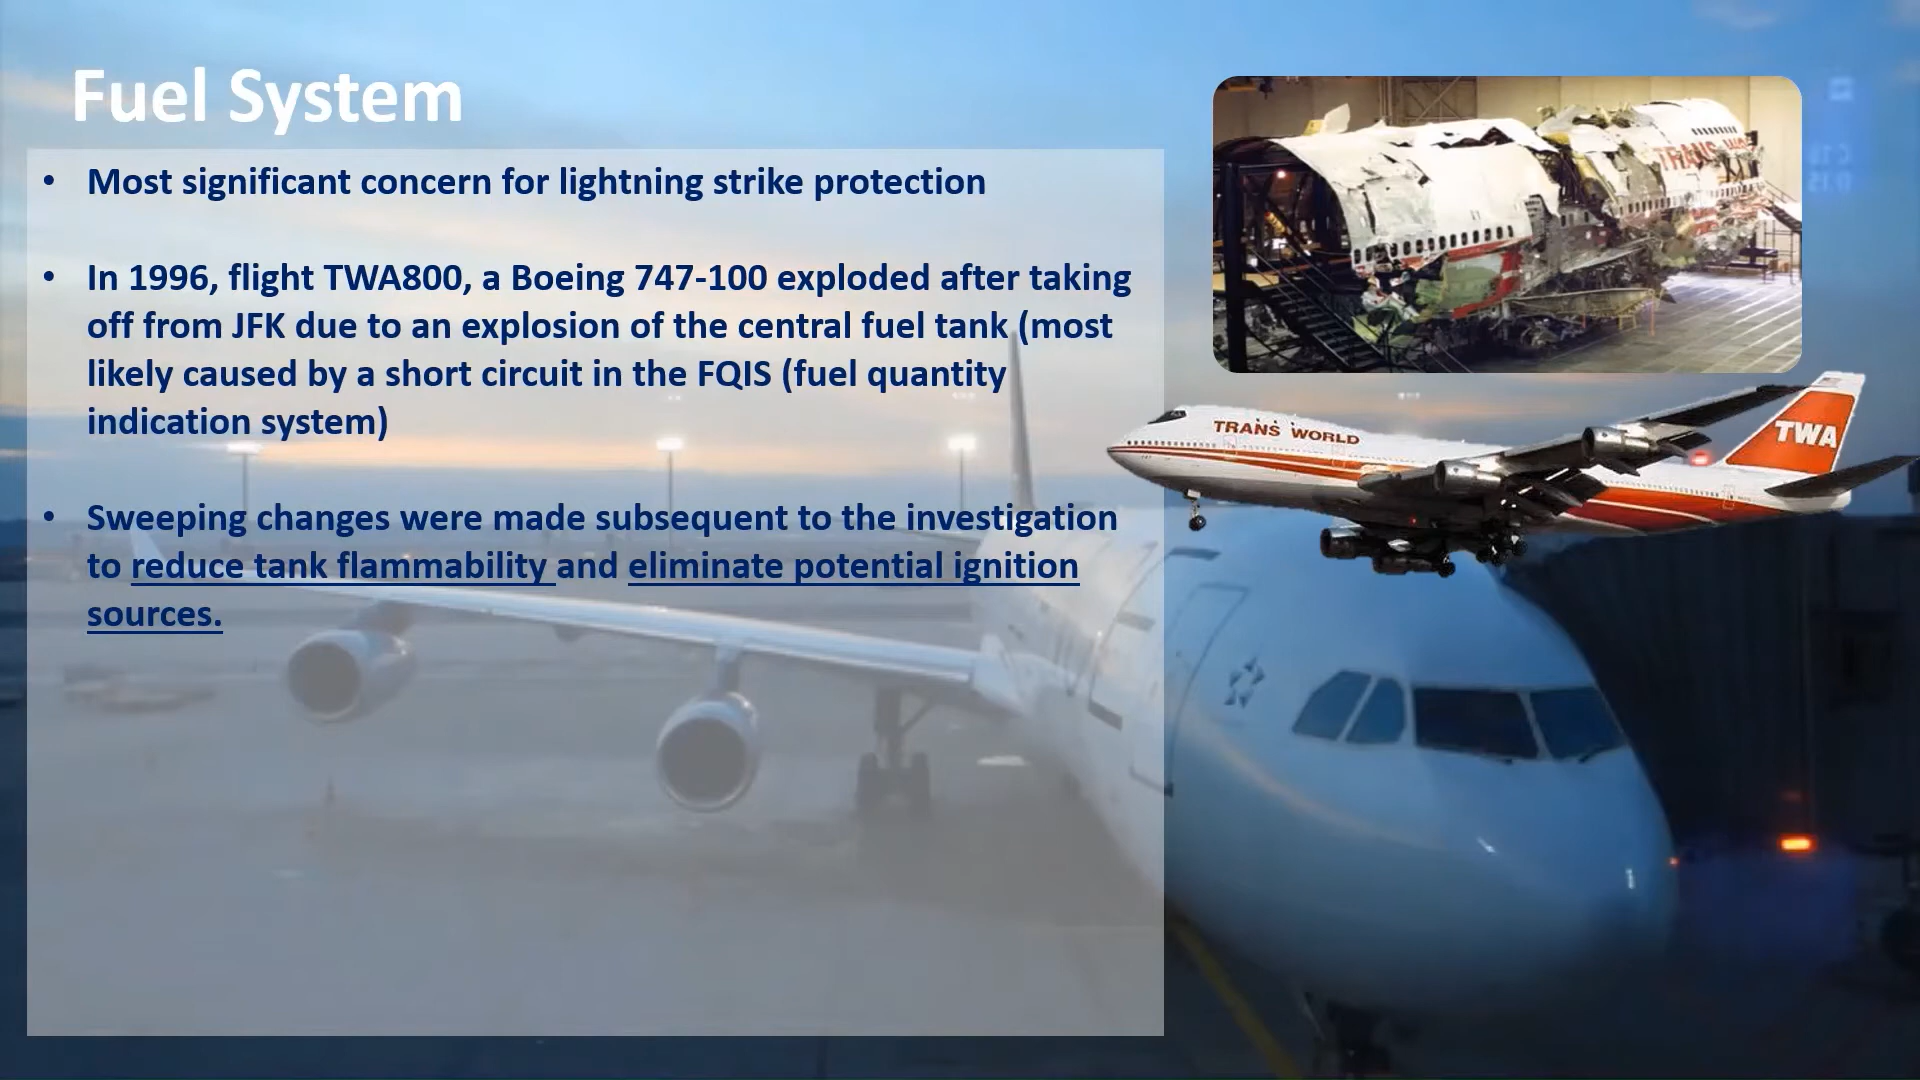 Fuel System
• Most significant concern for lightning strike protection
• In 1996, flight TWA800, a Boeing 747-100 exploded after taking
off from JFK due to an explosion of the central fuel tank (most
likely caused by a short circuit in the FQIS (fuel quantity
indication system)
• Sweeping changes were made subsequent to the investigation
to reduce tank flammability and eliminate potential ignition
sources.
TRANS WORLD
TWA